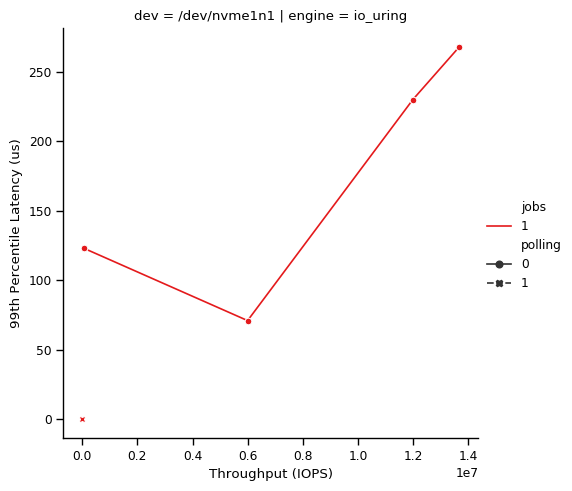 dev = /dev/nvme1n1 | engine = io_uring
99th Percentile Latency (us)
250
200
150
100
50
0
0.0 0.2 0.4 0.6 0.8 1.0 1.2 1.4
1e7
Throughput (IOPS)
jobs
1
polling
0
1